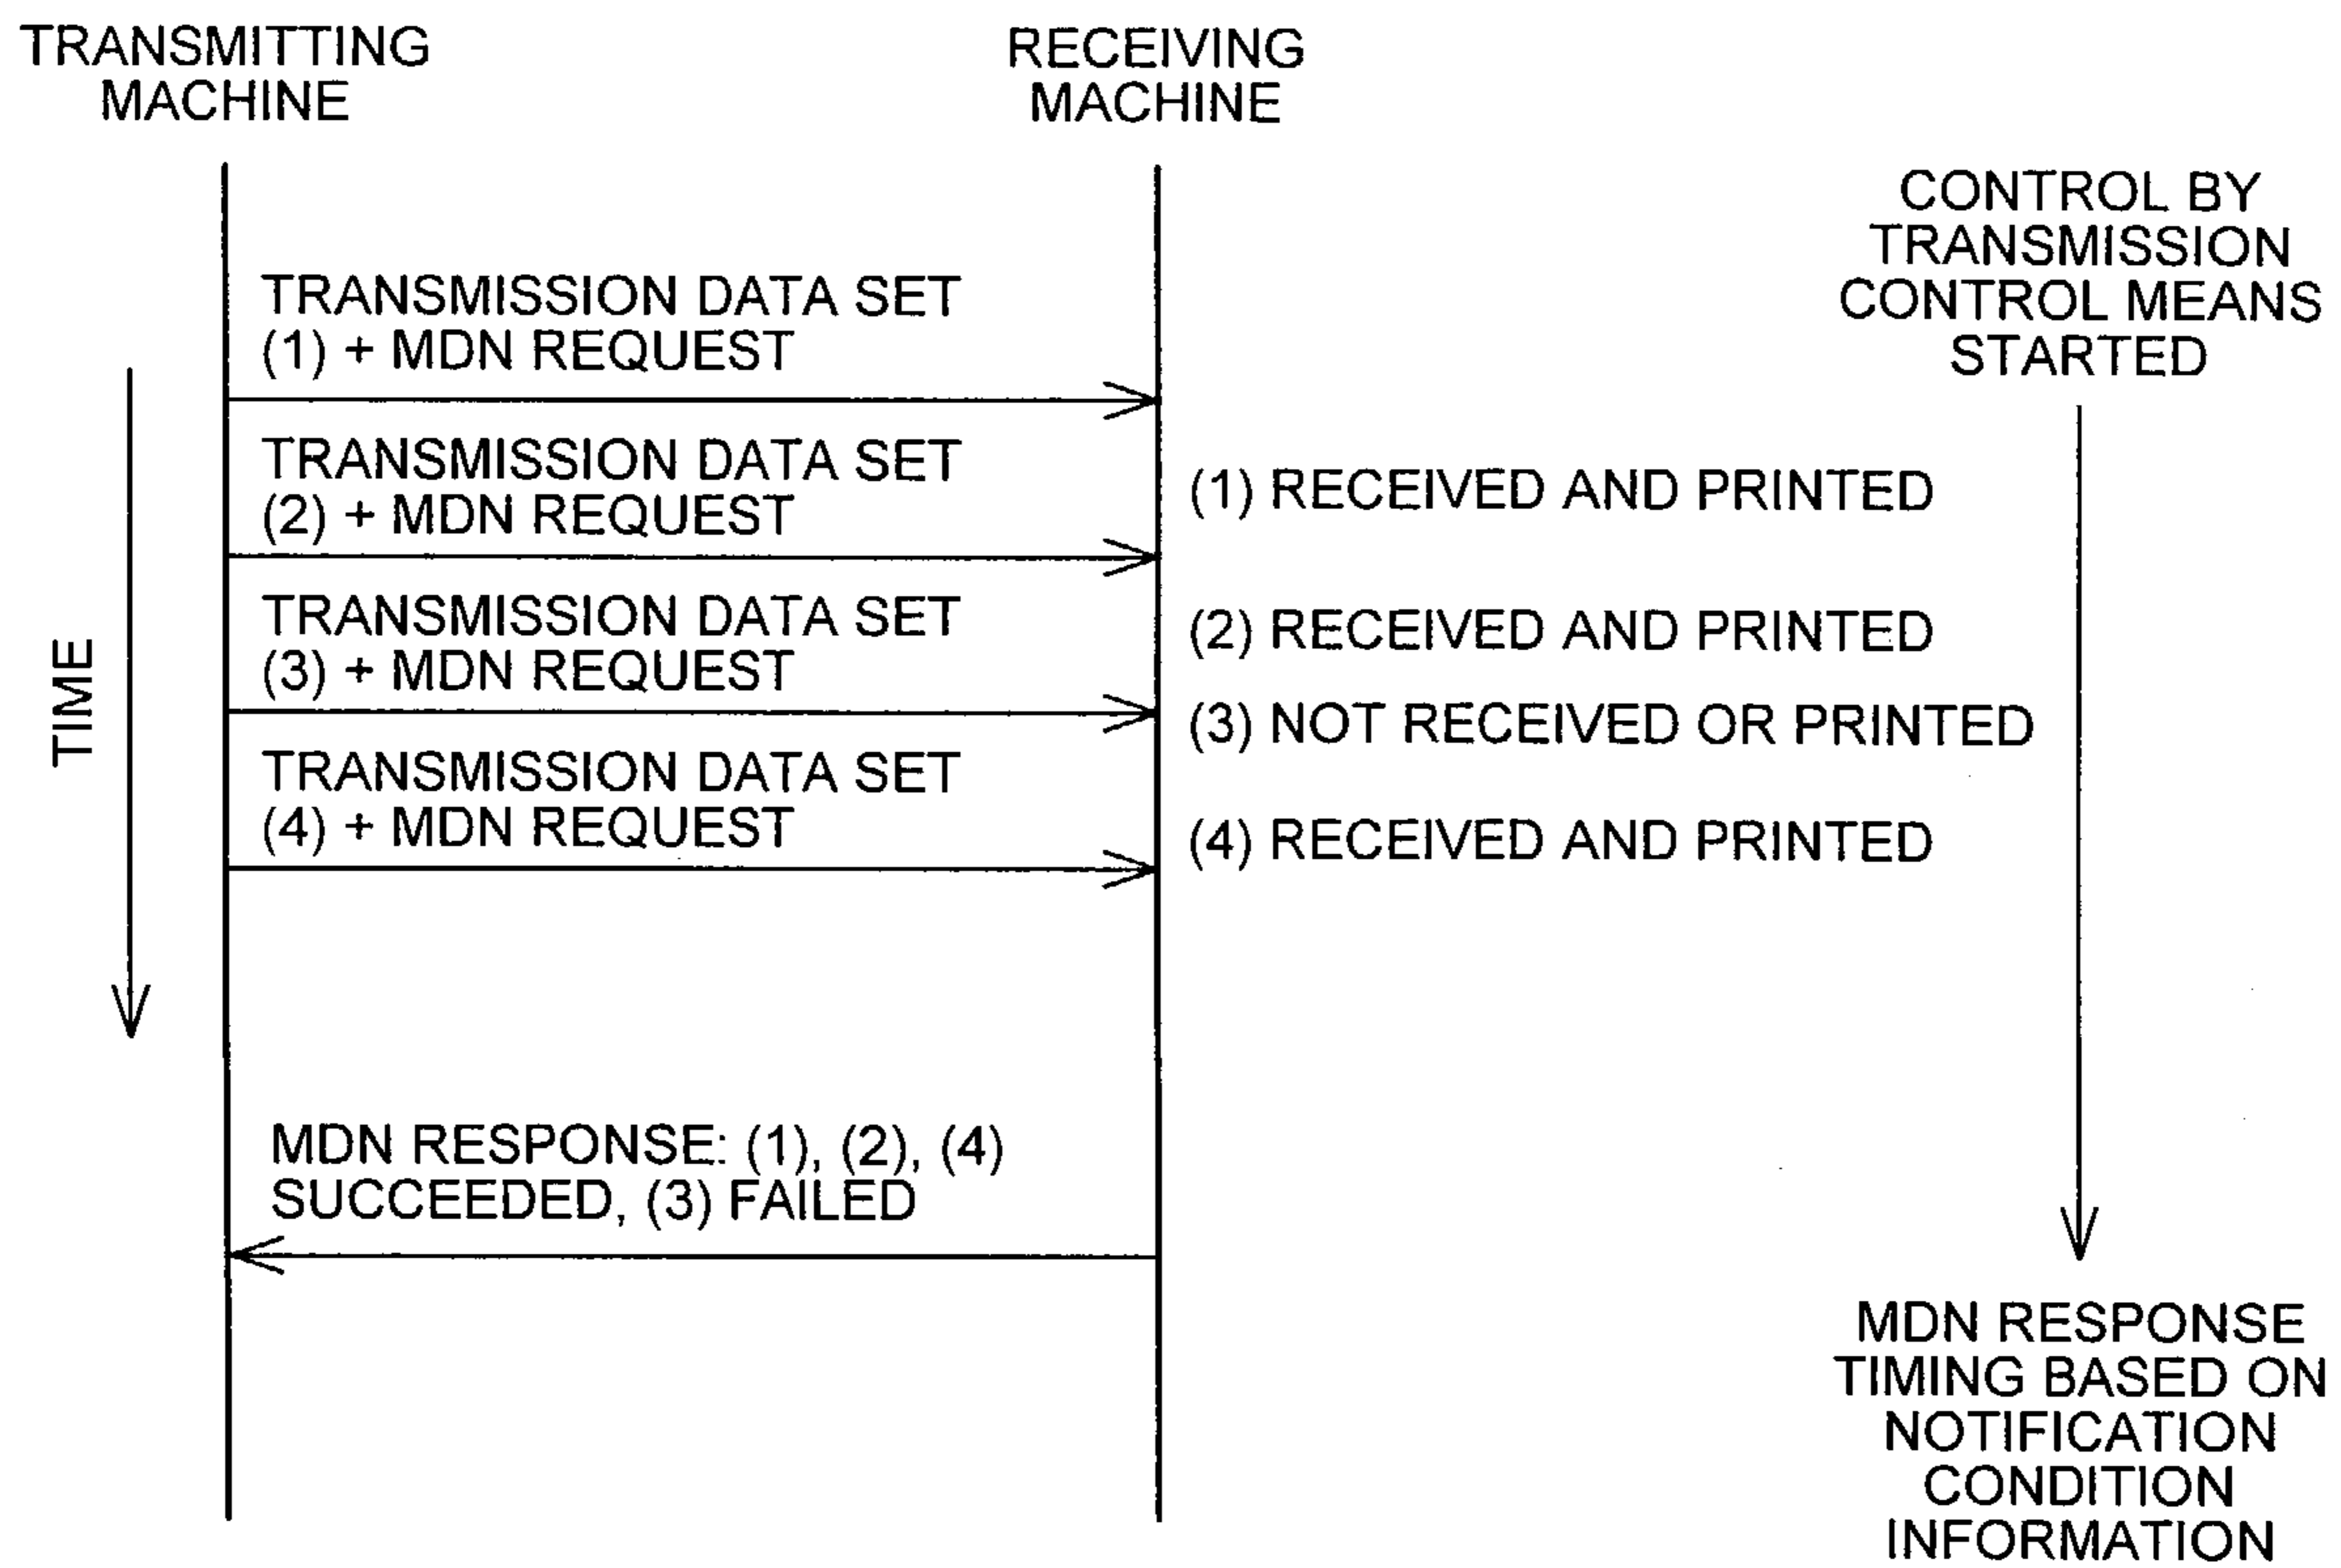 TRANSMITTING
MACHINE
RECEIVING
MACHINE
CONTROL BY
TRANSMISSION
CONTROL MEANS
STARTED
TRANSMISSION DATA SET
(1) + MDN REQUEST
TRANSMISSION DATA SET
(2) + MDN REQUEST
(1) RECEIVED AND PRINTED
TRANSMISSION DATA SET
(3) + MDN REQUEST
(2) RECEIVED AND PRINTED
TIME
(3) NOT RECEIVED OR PRINTED
TRANSMISSION DATA SET
(4) + MDN REQUEST
(4) RECEIVED AND PRINTED
MDN RESPONSE: (1), (2), (4)
SUCCEEDED, (3) FAILED
MDN RESPONSE
TIMING BASED ON
NOTIFICATION
CONDITION
INFORMATION